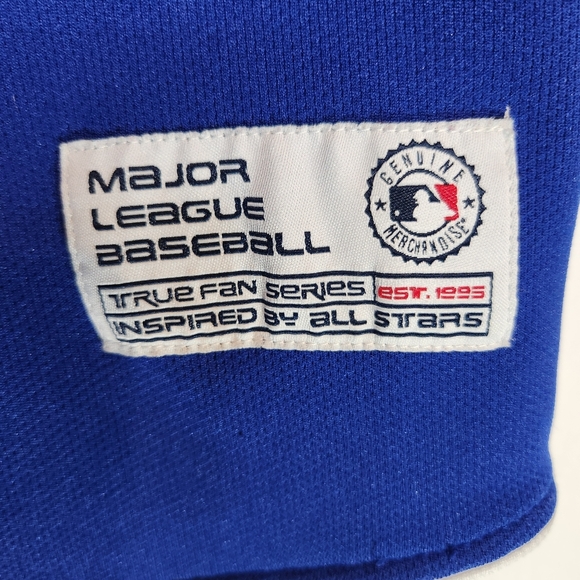 MAJOR
LEAGUE
BASEBALL
GENUINE
MERCHANDISE®
TRUE FAN SERIES EST. 1995
INSPIRED BY ALL STARS